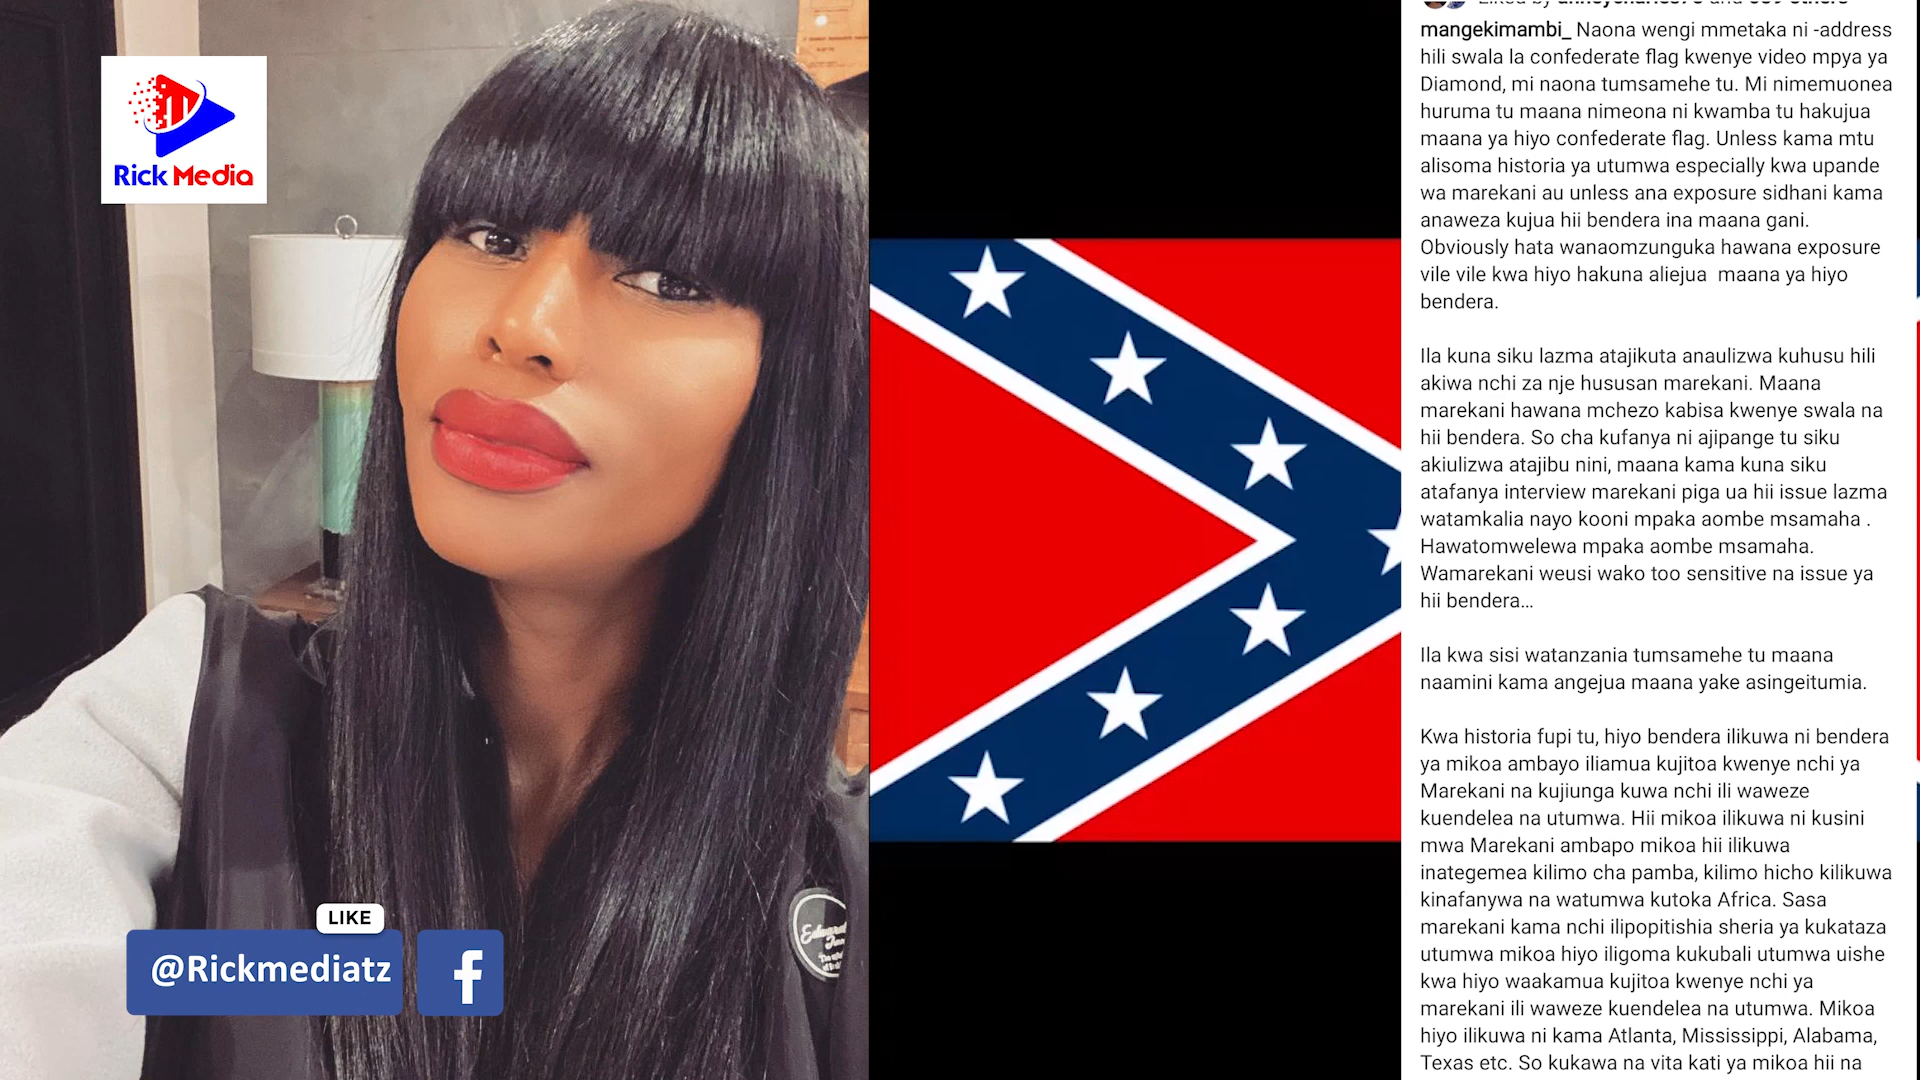 Rick Media
LIKE
@Rickmediatz
mangekimambi_ Naona wengi mmetaka ni -address
hili swala la confederate flag kwenye video mpya ya
Diamond, mi naona tumsamehe tu. Mi nimemuonea
huruma tu maana nimeona ni kwamba tu hakujua
maana ya hiyo confederate flag. Unless kama mtu
alisoma historia ya utumwa especially kwa upande
wa marekani au unless ana exposure sidhani kama
anaweza kujua hii bendera ina maana gani.
Obviously hata wanaomzunguka hawana exposure
vile vile kwa hiyo hakuna aliejua maana ya hiyo
bendera.
Ila kuna siku lazma atajikuta anaulizwa kuhusu hili
akiwa nchi za nje hususan marekani. Maana
marekani hawana mchezo kabisa kwenye swala na
hii bendera. So cha kufanya ni ajipange tu siku
akiulizwa atajibu nini, maana kama kuna siku
atafanya interview marekani piga ua hii issue lazma
watamkalia nayo kooni mpaka aombe msamaha .
Hawatomwelewa mpaka aombe msamaha.
Wamarekani weusi wako too sensitive na issue ya
hii bendera...
Ila kwa sisi watanzania tumsamehe tu maana
naamini kama angejua maana yake asingeitumia.
Kwa historia fupi tu, hiyo bendera ilikuwa ni bendera
ya mikoa ambayo iliamua kujitoa kwenye nchi ya
Marekani na kujiunga kuwa nchi ili waweze
kuendelea na utumwa. Hii mikoa ilikuwa ni kusini
mwa Marekani ambapo mikoa hii ilikuwa
inategemea kilimo cha pamba, kilimo hicho kilikuwa
kinafanywa na watumwa kutoka Africa. Sasa
marekani kama nchi ilipopitishia sheria ya kukataza
utumwa mikoa hiyo iligoma kukubali utumwa uishe
kwa hiyo waakamua kujitoa kwenye nchi ya
marekani ili waweze kuendelea na utumwa. Mikoa
hiyo ilikuwa ni kama Atlanta, Mississippi, Alabama,
Texas etc. So kukawa na vita kati ya mikoa hii na